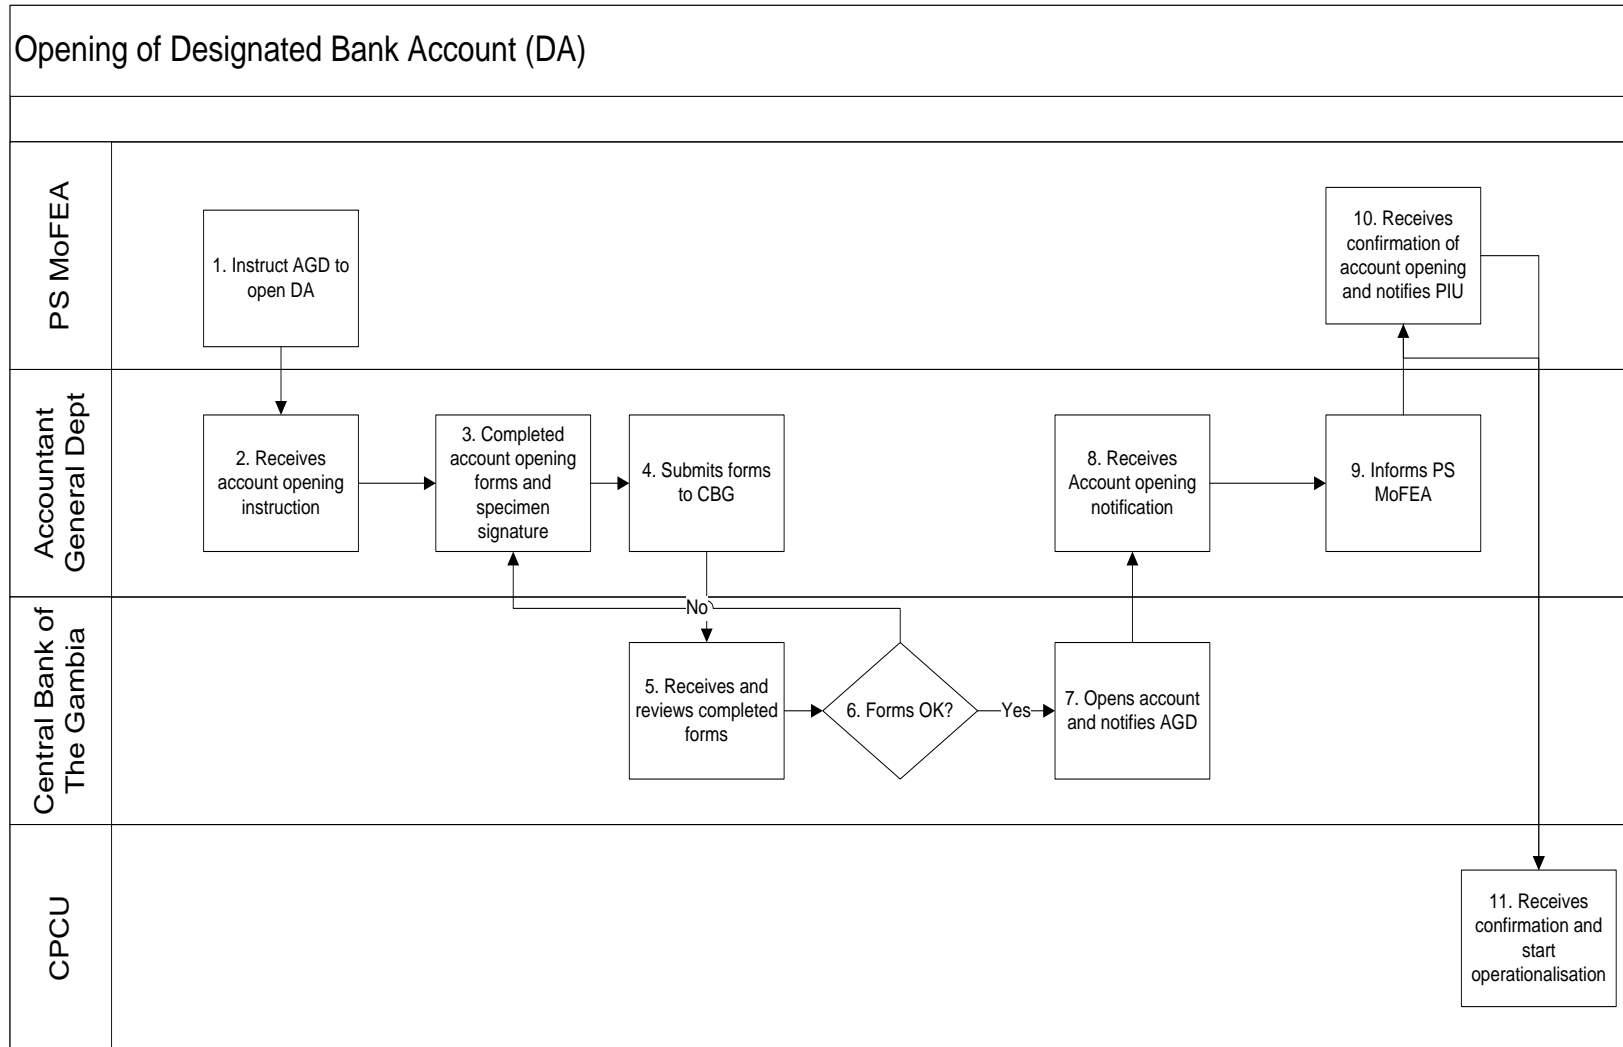 Opening of Designated Bank Account (DA)
PS MoFEA
1. Instruct AGD to
open DA
10. Receives
confirmation of
account opening
and notifies PIU
Accountant
General Dept
2. Receives
account opening
instruction
3. Completed
account opening
forms and
specimen
signature
4. Submits forms
to CBG
8. Receives
Account opening
notification
9. Informs PS
MoFEA
Central Bank of
The Gambia
No
5. Receives and
reviews completed
forms
6. Forms OK?
Yes
7. Opens account
and notifies AGD
CPCU
11. Receives
confirmation and
start
operationalisation